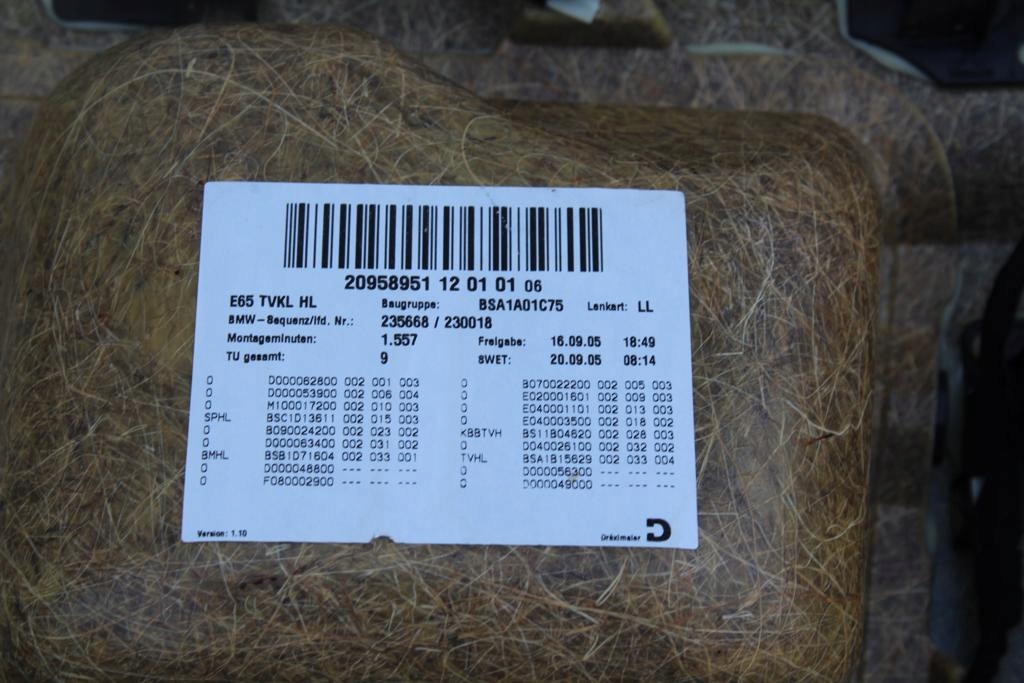 20958951 12 01 01 06
E65 TVKL HL Baugruppe: BSA1A01C75 Lenkart: LL
BMW-Sequenz/lfd. Nr.: 235668 / 230018
Montageminuten: 1.557 Freigabe: 16.09.05 18:49
TU gesamt: 9 SWET: 20.09.05 08:14
0 D000062800 002 001 003 0 B070022200 002 005 003
0 D000053900 002 006 004 0 E020001601 002 009 003
0 M100017200 002 010 003 0 E040001101 002 013 003
SPHL BSC1D13611 002 015 003 0 E040003500 002 018 002
0 B090024200 002 023 002 KBBTVH BS11B04620 002 028 003
0 D000063400 002 031 002 0 D040026100 002 032 002
BMHL BSB1D71604 002 033 001 TVHL BSA1B15629 002 033 004
0 D000048800 --- --- --- 0 D000056300 --- --- ---
0 F080002900 --- --- --- 0 D000049000 --- --- ---
Version: 1.10 Dräxlmaier D